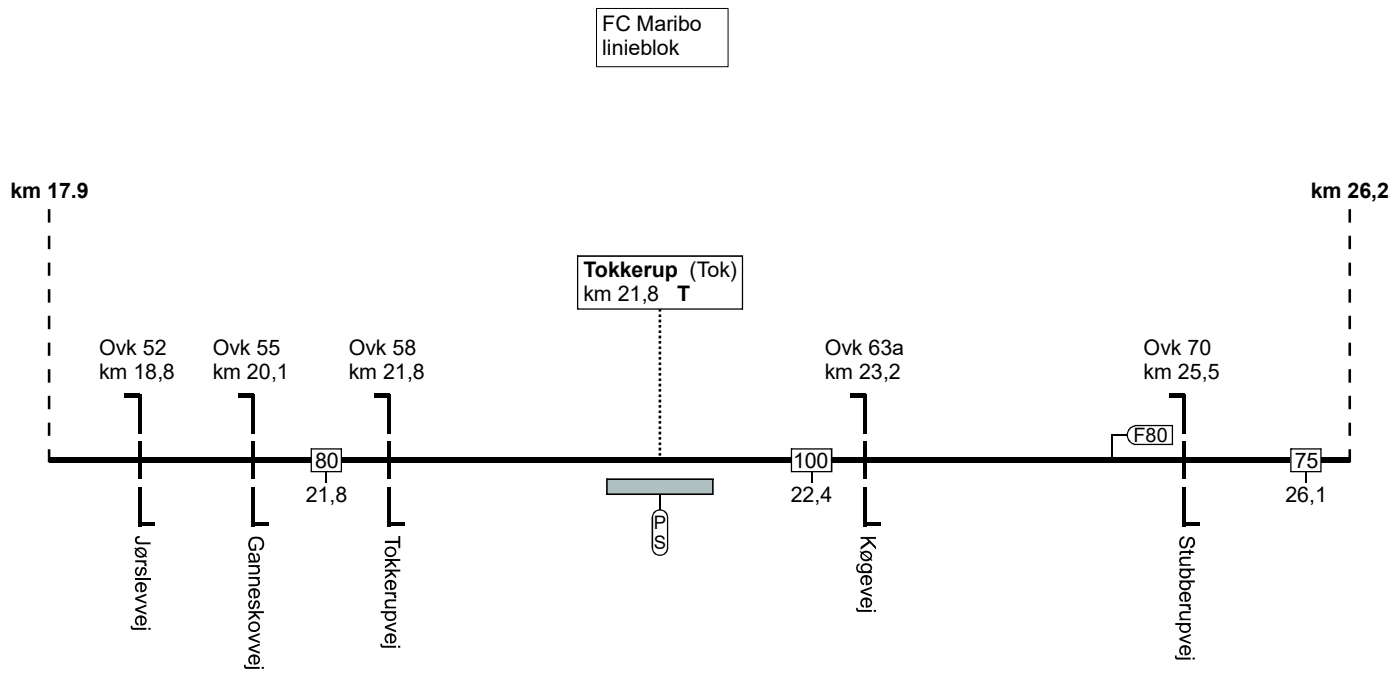 FC Maribo
linieblok
km 17.9
km 26,2
Tokkerup (Tok)
km 21,8 T
Ovk 52
km 18,8
Ovk 55
km 20,1
Ovk 58
km 21,8
Ovk 63a
km 23,2
Ovk 70
km 25,5
F80
80
21,8
100
22,4
75
26,1
P
S
Jørslevvej
Ganneskovvej
Tokkerupvej
Køgevej
Stubberupvej